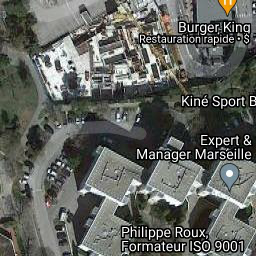 Burger King
Restauration rapide • $
Kiné Sport B
Expert &
Manager Marseille
Philippe Roux,
Formateur ISO 9001